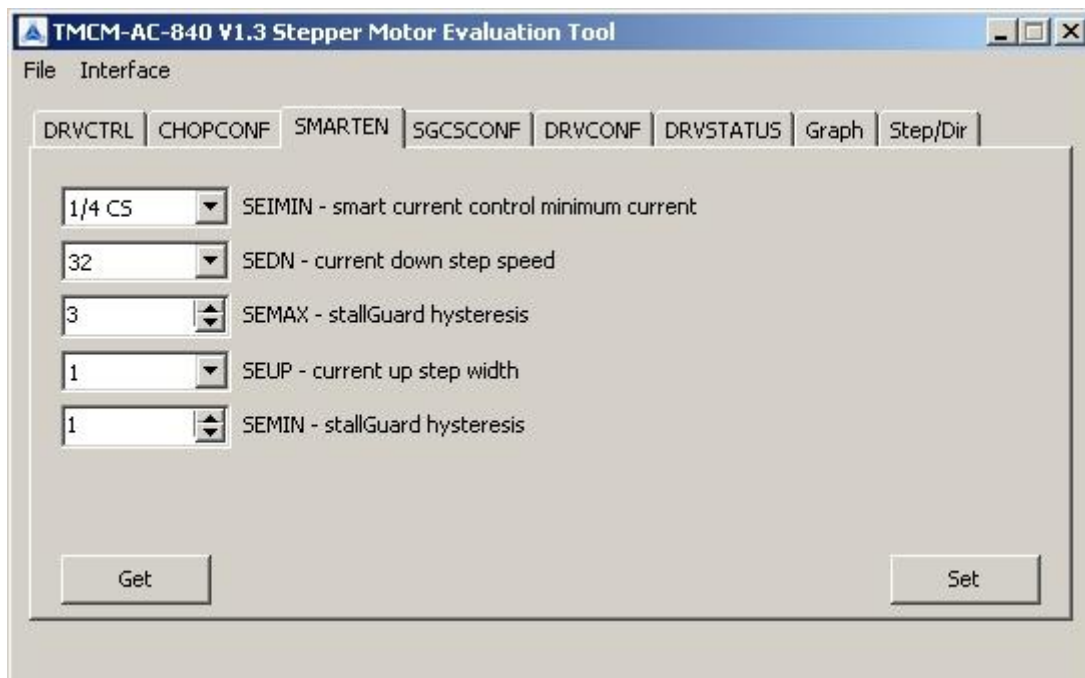 TMCM-AC-840 V1.3 Stepper Motor Evaluation Tool
File Interface
DRVCTRL CHOPCONF SMARTEN SGCSCONF DRVCONF DRVSTATUS Graph Step/Dir
1/4 CS SEIMIN - smart current control minimum current
32 SEDN - current down step speed
3 SEMAX - stallGuard hysteresis
1 SEUP - current up step width
1 SEMIN - stallGuard hysteresis
Get Set